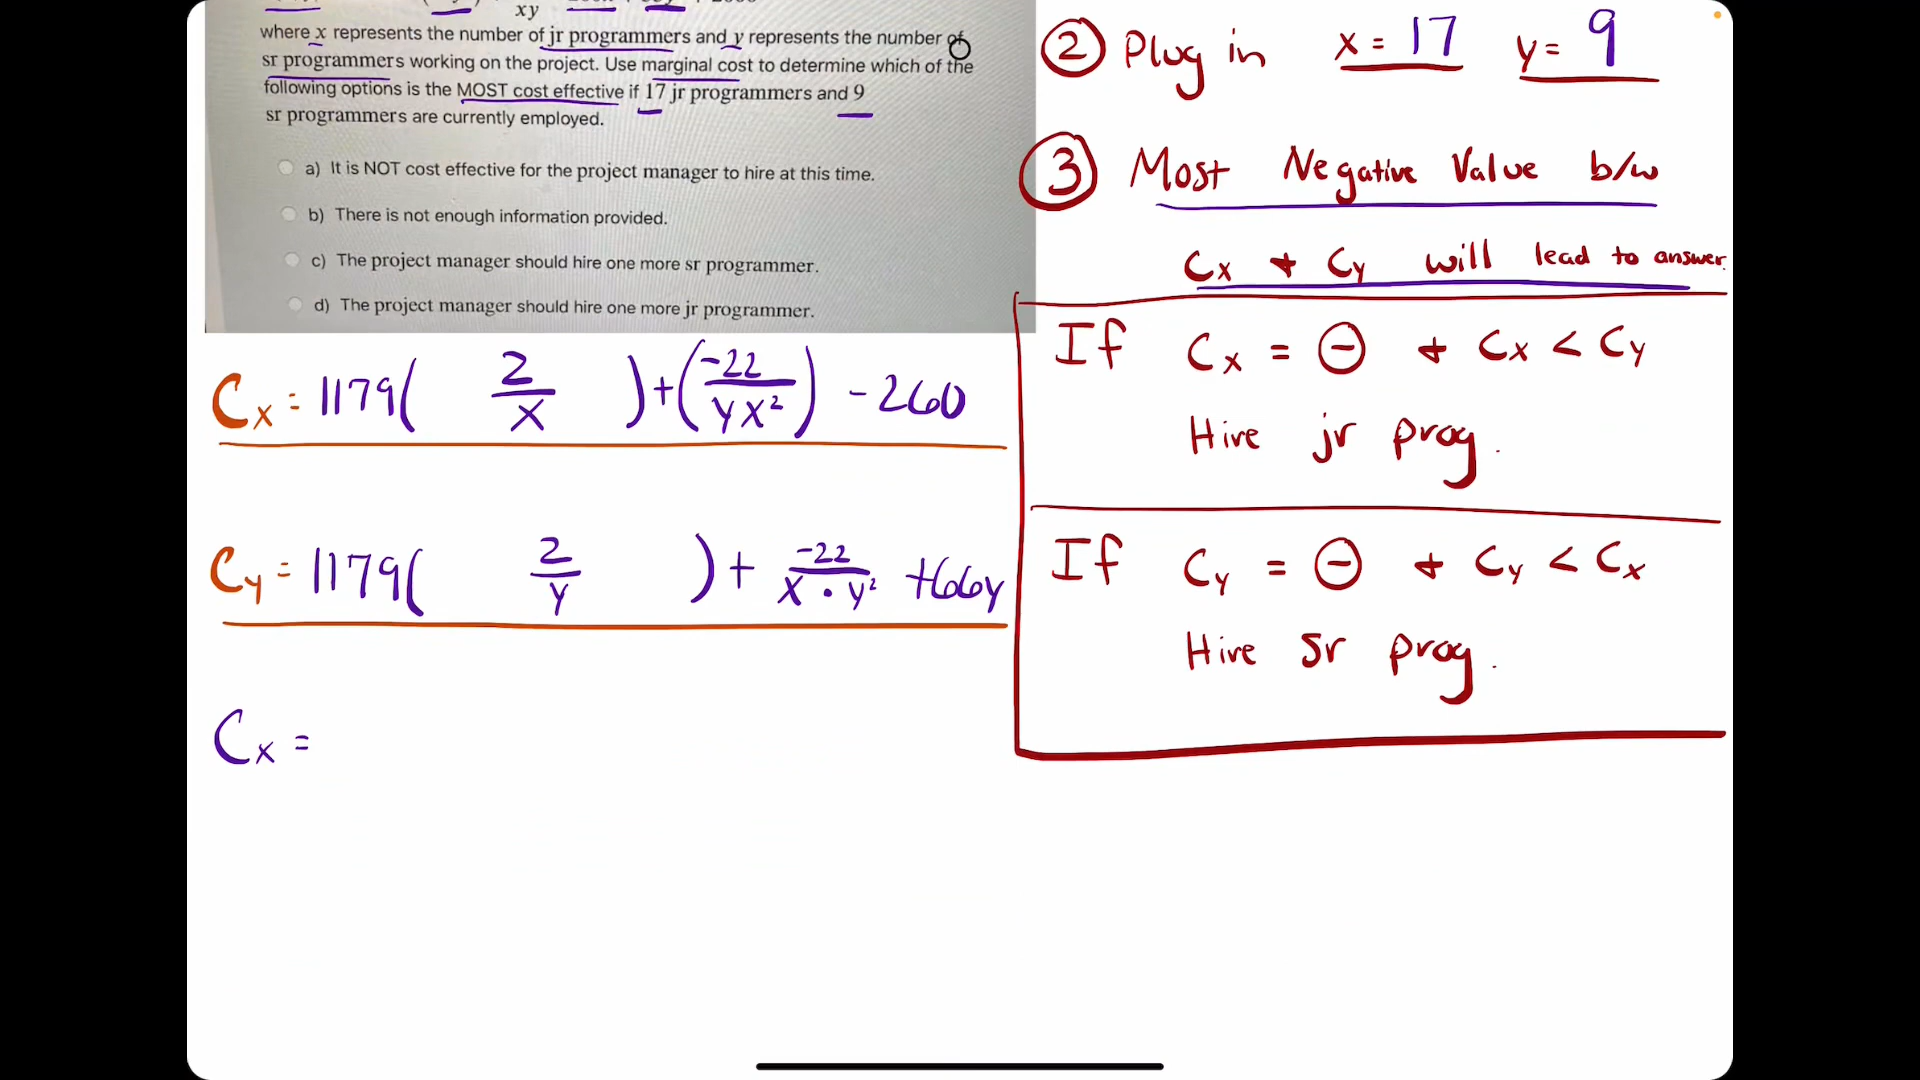 xy
where x represents the number of jr programmers and y represents the number of
sr programmers working on the project. Use marginal cost to determine which of the
following options is the MOST cost effective if 17 jr programmers and 9
sr programmers are currently employed.
a) It is NOT cost effective for the project manager to hire at this time.
b) There is not enough information provided.
c) The project manager should hire one more sr programmer.
d) The project manager should hire one more jr programmer.
② Plug in x = 17 y = 9
③ Most Negative Value b/w
Cx + Cy will lead to answer.
If Cx = ⊖ + Cx < Cy
Hire jr prog.
If Cy = ⊖ + Cy < Cx
Hire Sr prog.
Cx = 1179( 2/x ) + (-22/yx²) - 260
Cy = 1179( 2/y ) + -22/x · y² + 66y
Cx =